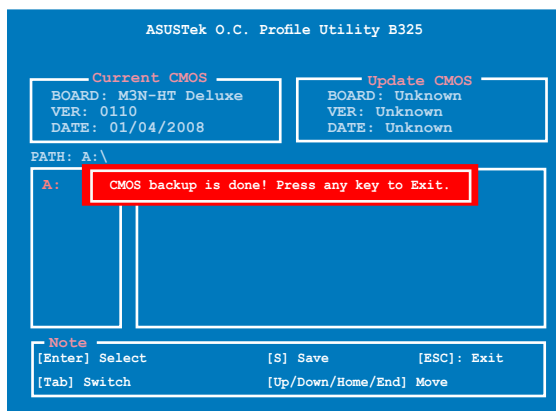 ASUSTek O.C. Profile Utility B325
Current CMOS
BOARD: M3N-HT Deluxe
VER: 0110
DATE: 01/04/2008
Update CMOS
BOARD: Unknown
VER: Unknown
DATE: Unknown
PATH: A:\
A:
CMOS backup is done! Press any key to Exit.
Note
[Enter] Select [S] Save [ESC]: Exit
[Tab] Switch [Up/Down/Home/End] Move